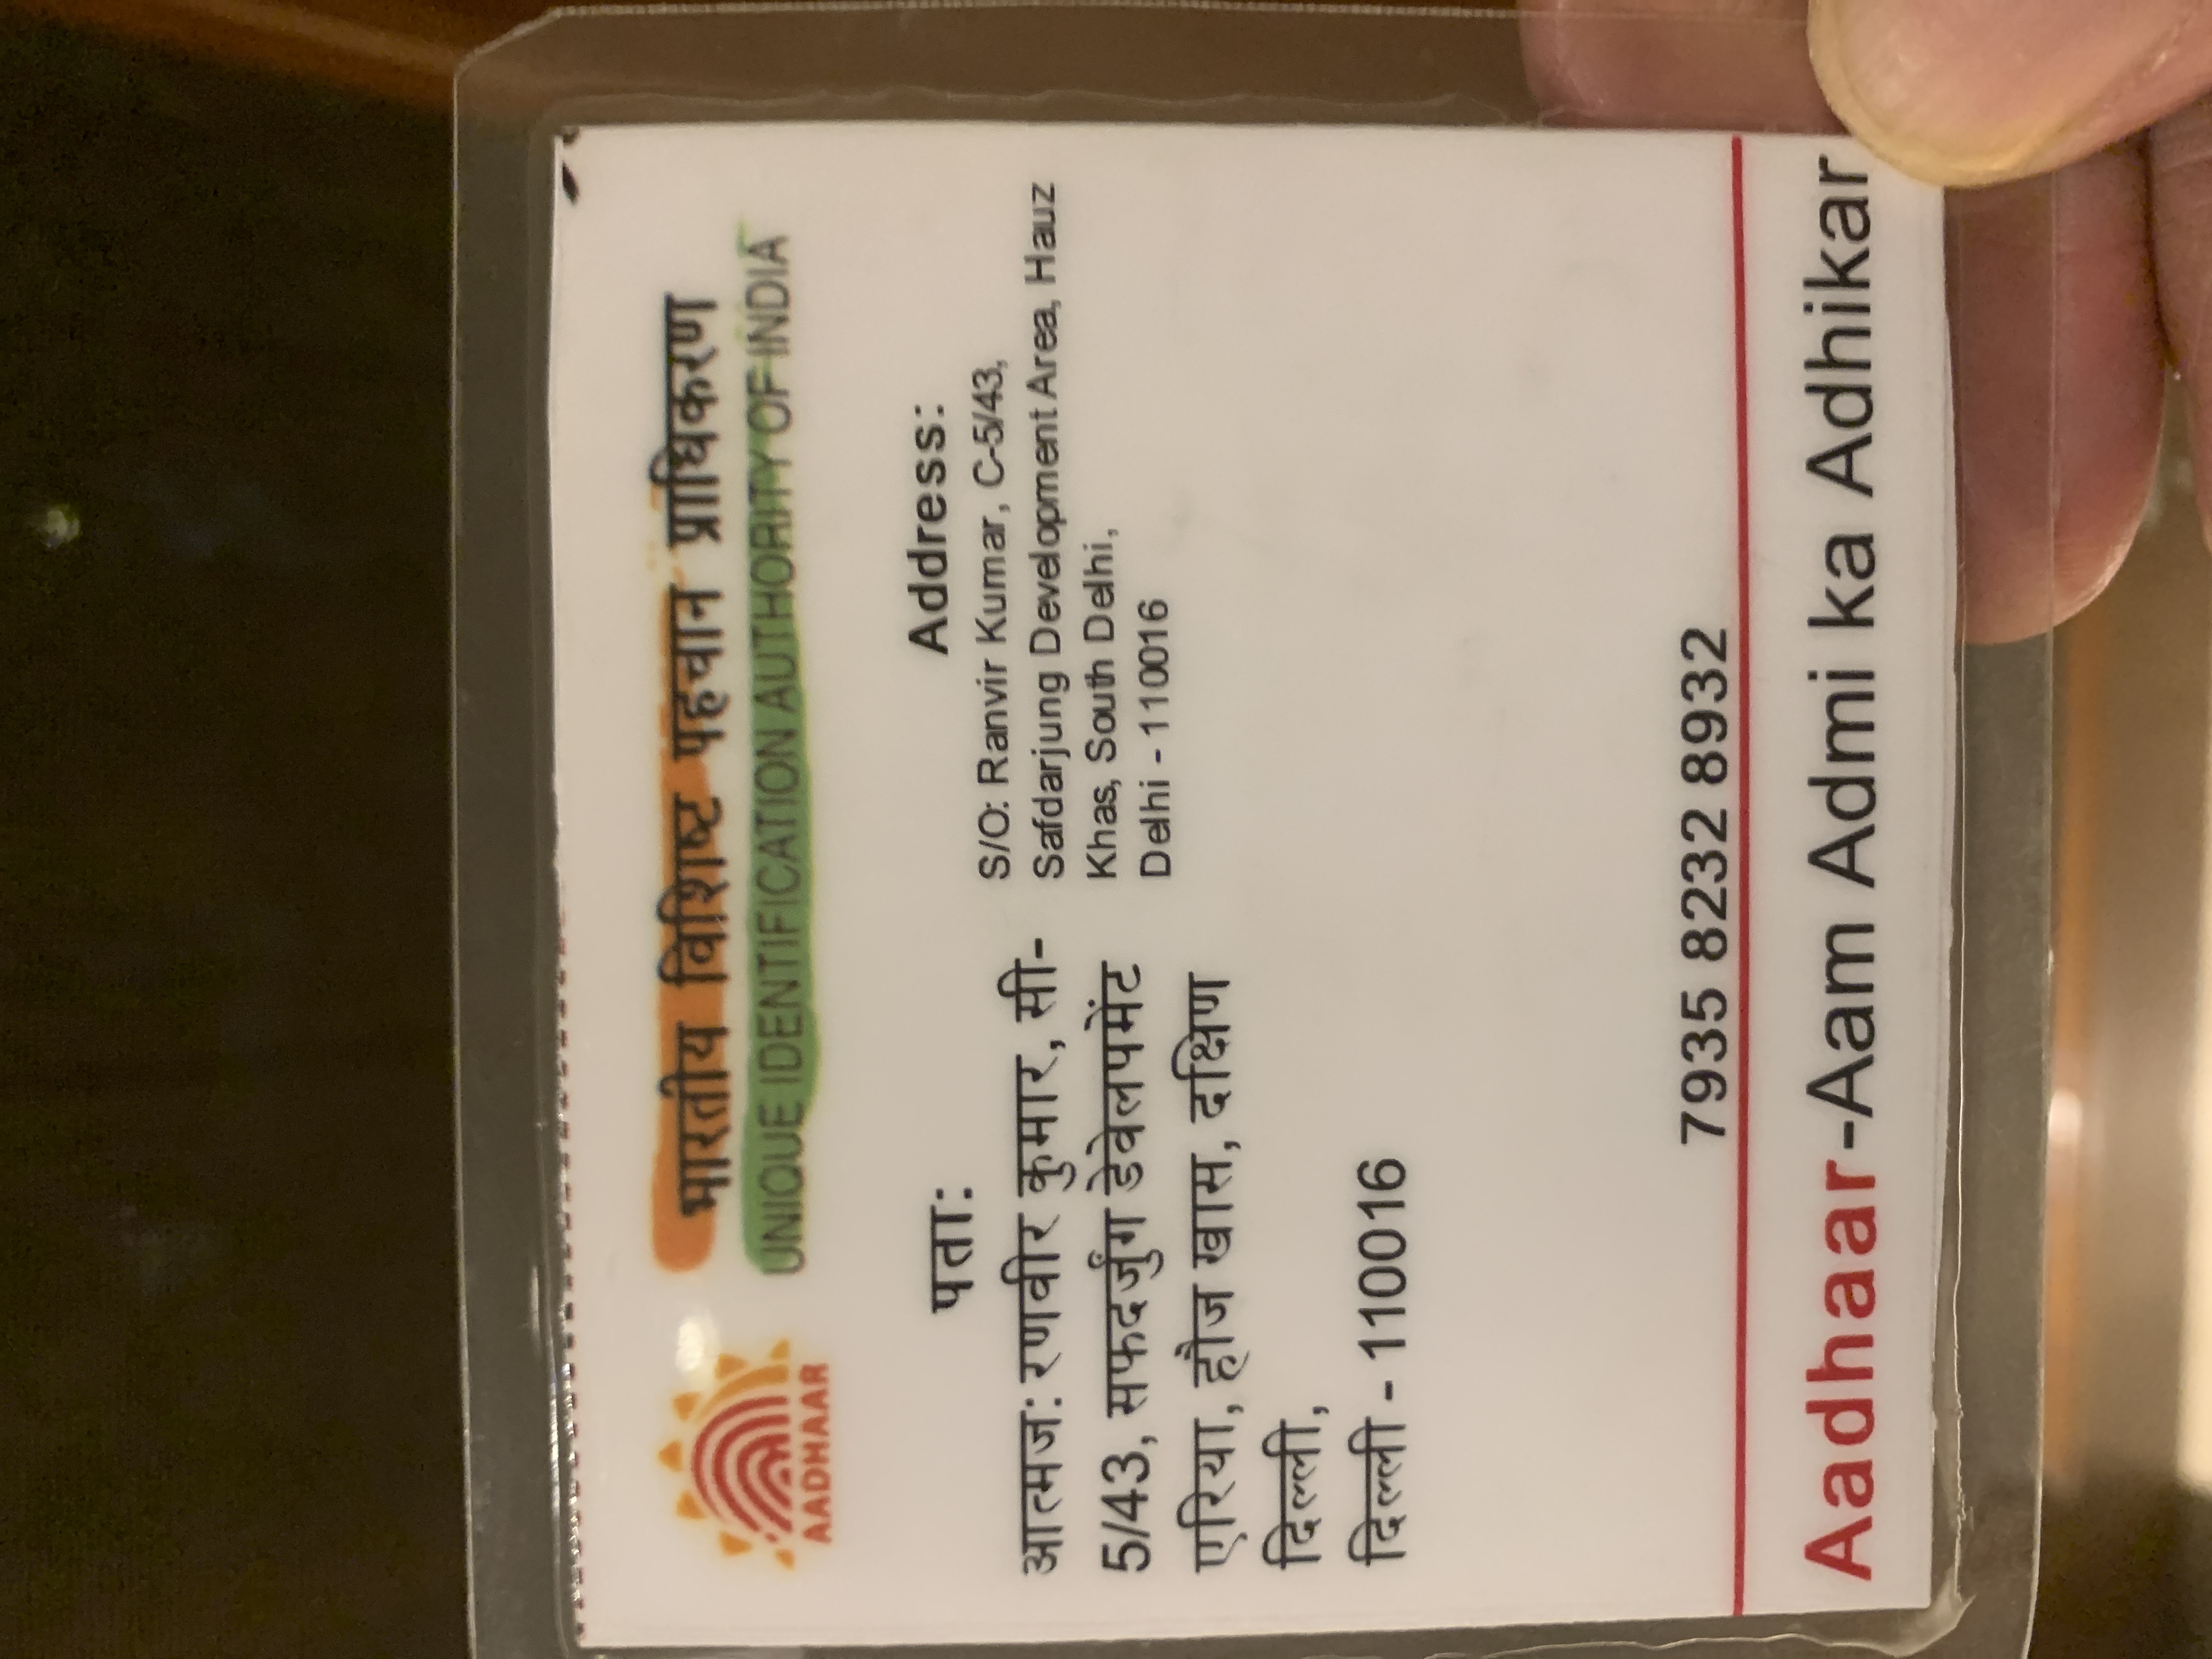 भारतीय विशिष्ट पहचान प्राधिकरण
UNIQUE IDENTIFICATION AUTHORITY OF INDIA
AADHAAR
पता:
आत्मज: रणवीर कुमार, सी-
5/43, सफदर्जुंग डेवेलपमेंट
एरिया, हौज खास, दक्षिण
दिल्ली,
दिल्ली - 110016
Address:
S/O: Ranvir Kumar, C-5/43,
Safdarjung Development Area, Hauz
Khas, South Delhi,
Delhi - 110016
7935 8232 8932
Aadhaar-Aam Admi ka Adhikar